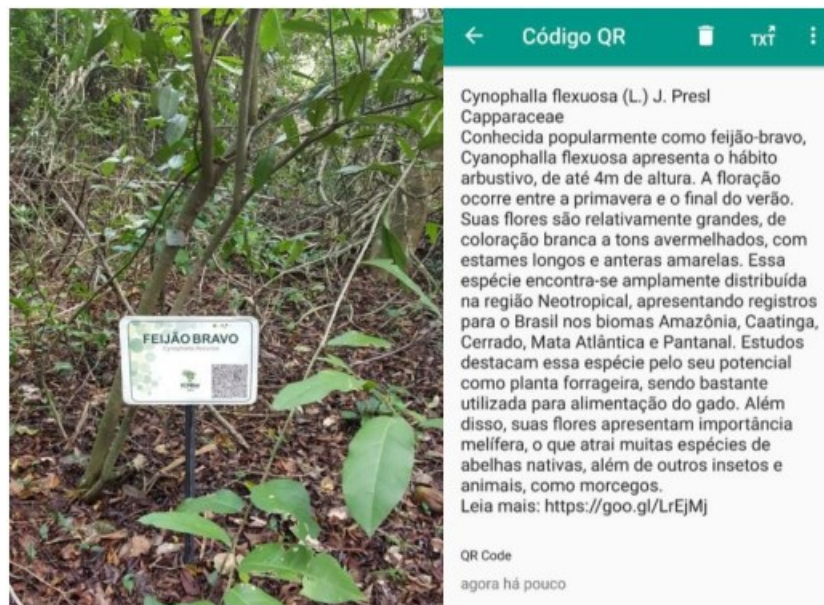 FEIJÃO BRAVO
Cynophalla flexuosa
Código QR
TXT
Cynophalla flexuosa (L.) J. Presl
Capparaceae
Conhecida popularmente como feijão-bravo,
Cyanophalla flexuosa apresenta o hábito
arbustivo, de até 4m de altura. A floração
ocorre entre a primavera e o final do verão.
Suas flores são relativamente grandes, de
coloração branca a tons avermelhados, com
estames longos e anteras amarelas. Essa
espécie encontra-se amplamente distribuída
na região Neotropical, apresentando registros
para o Brasil nos biomas Amazônia, Caatinga,
Cerrado, Mata Atlântica e Pantanal. Estudos
destacam essa espécie pelo seu potencial
como planta forrageira, sendo bastante
utilizada para alimentação do gado. Além
disso, suas flores apresentam importância
melífera, o que atrai muitas espécies de
abelhas nativas, além de outros insetos e
animais, como morcegos.
Leia mais: https://goo.gl/LrEjMj
QR Code
agora há pouco